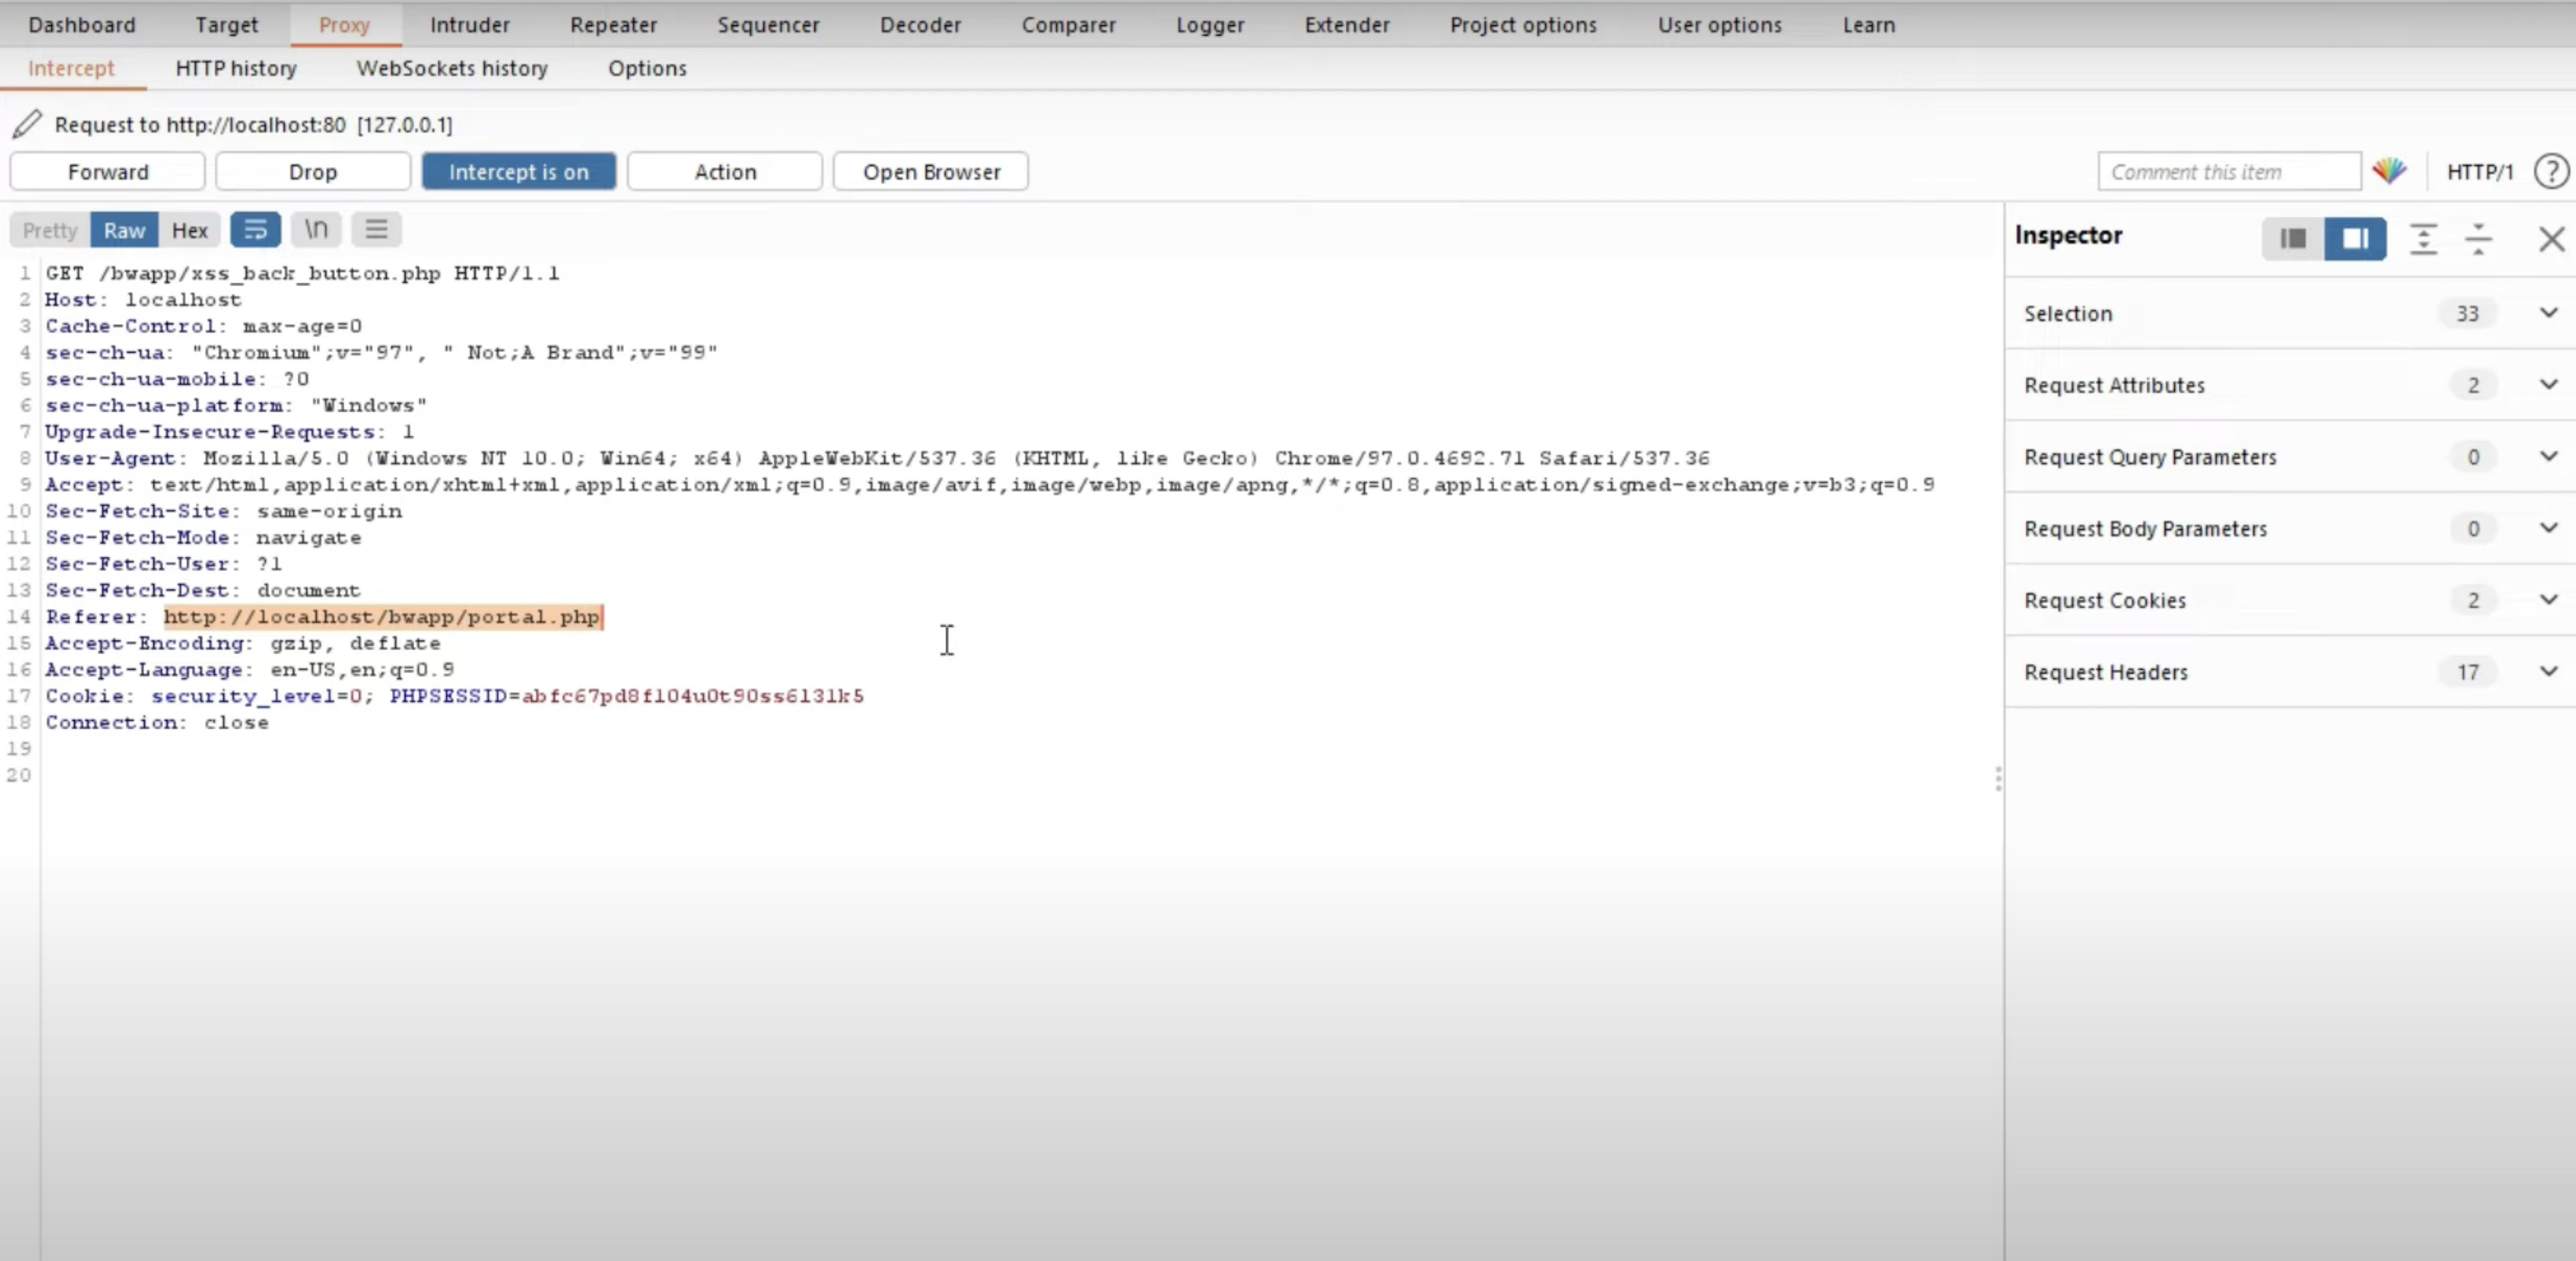 Dashboard Target Proxy Intruder Repeater Sequencer Decoder Comparer Logger Extender Project options User options Learn
Intercept HTTP history WebSockets history Options
Request to http://localhost:80 [127.0.0.1]
Forward Drop Intercept is on Action Open Browser Comment this item HTTP/1 ?
Pretty Raw Hex \n
Inspector
1 GET /bwapp/xss_back_button.php HTTP/1.1
2 Host: localhost
3 Cache-Control: max-age=0
4 sec-ch-ua: "Chromium";v="97", " Not;A Brand";v="99"
5 sec-ch-ua-mobile: ?0
6 sec-ch-ua-platform: "Windows"
7 Upgrade-Insecure-Requests: 1
8 User-Agent: Mozilla/5.0 (Windows NT 10.0; Win64; x64) AppleWebKit/537.36 (KHTML, like Gecko) Chrome/97.0.4692.71 Safari/537.36
9 Accept: text/html,application/xhtml+xml,application/xml;q=0.9,image/avif,image/webp,image/apng,*/*;q=0.8,application/signed-exchange;v=b3;q=0.9
10 Sec-Fetch-Site: same-origin
11 Sec-Fetch-Mode: navigate
12 Sec-Fetch-User: ?1
13 Sec-Fetch-Dest: document
14 Referer: http://localhost/bwapp/portal.php
15 Accept-Encoding: gzip, deflate
16 Accept-Language: en-US,en;q=0.9
17 Cookie: security_level=0; PHPSESSID=abfc67pd8f104u0t90ss6131k5
18 Connection: close
19
20
Selection 33
Request Attributes 2
Request Query Parameters 0
Request Body Parameters 0
Request Cookies 2
Request Headers 17